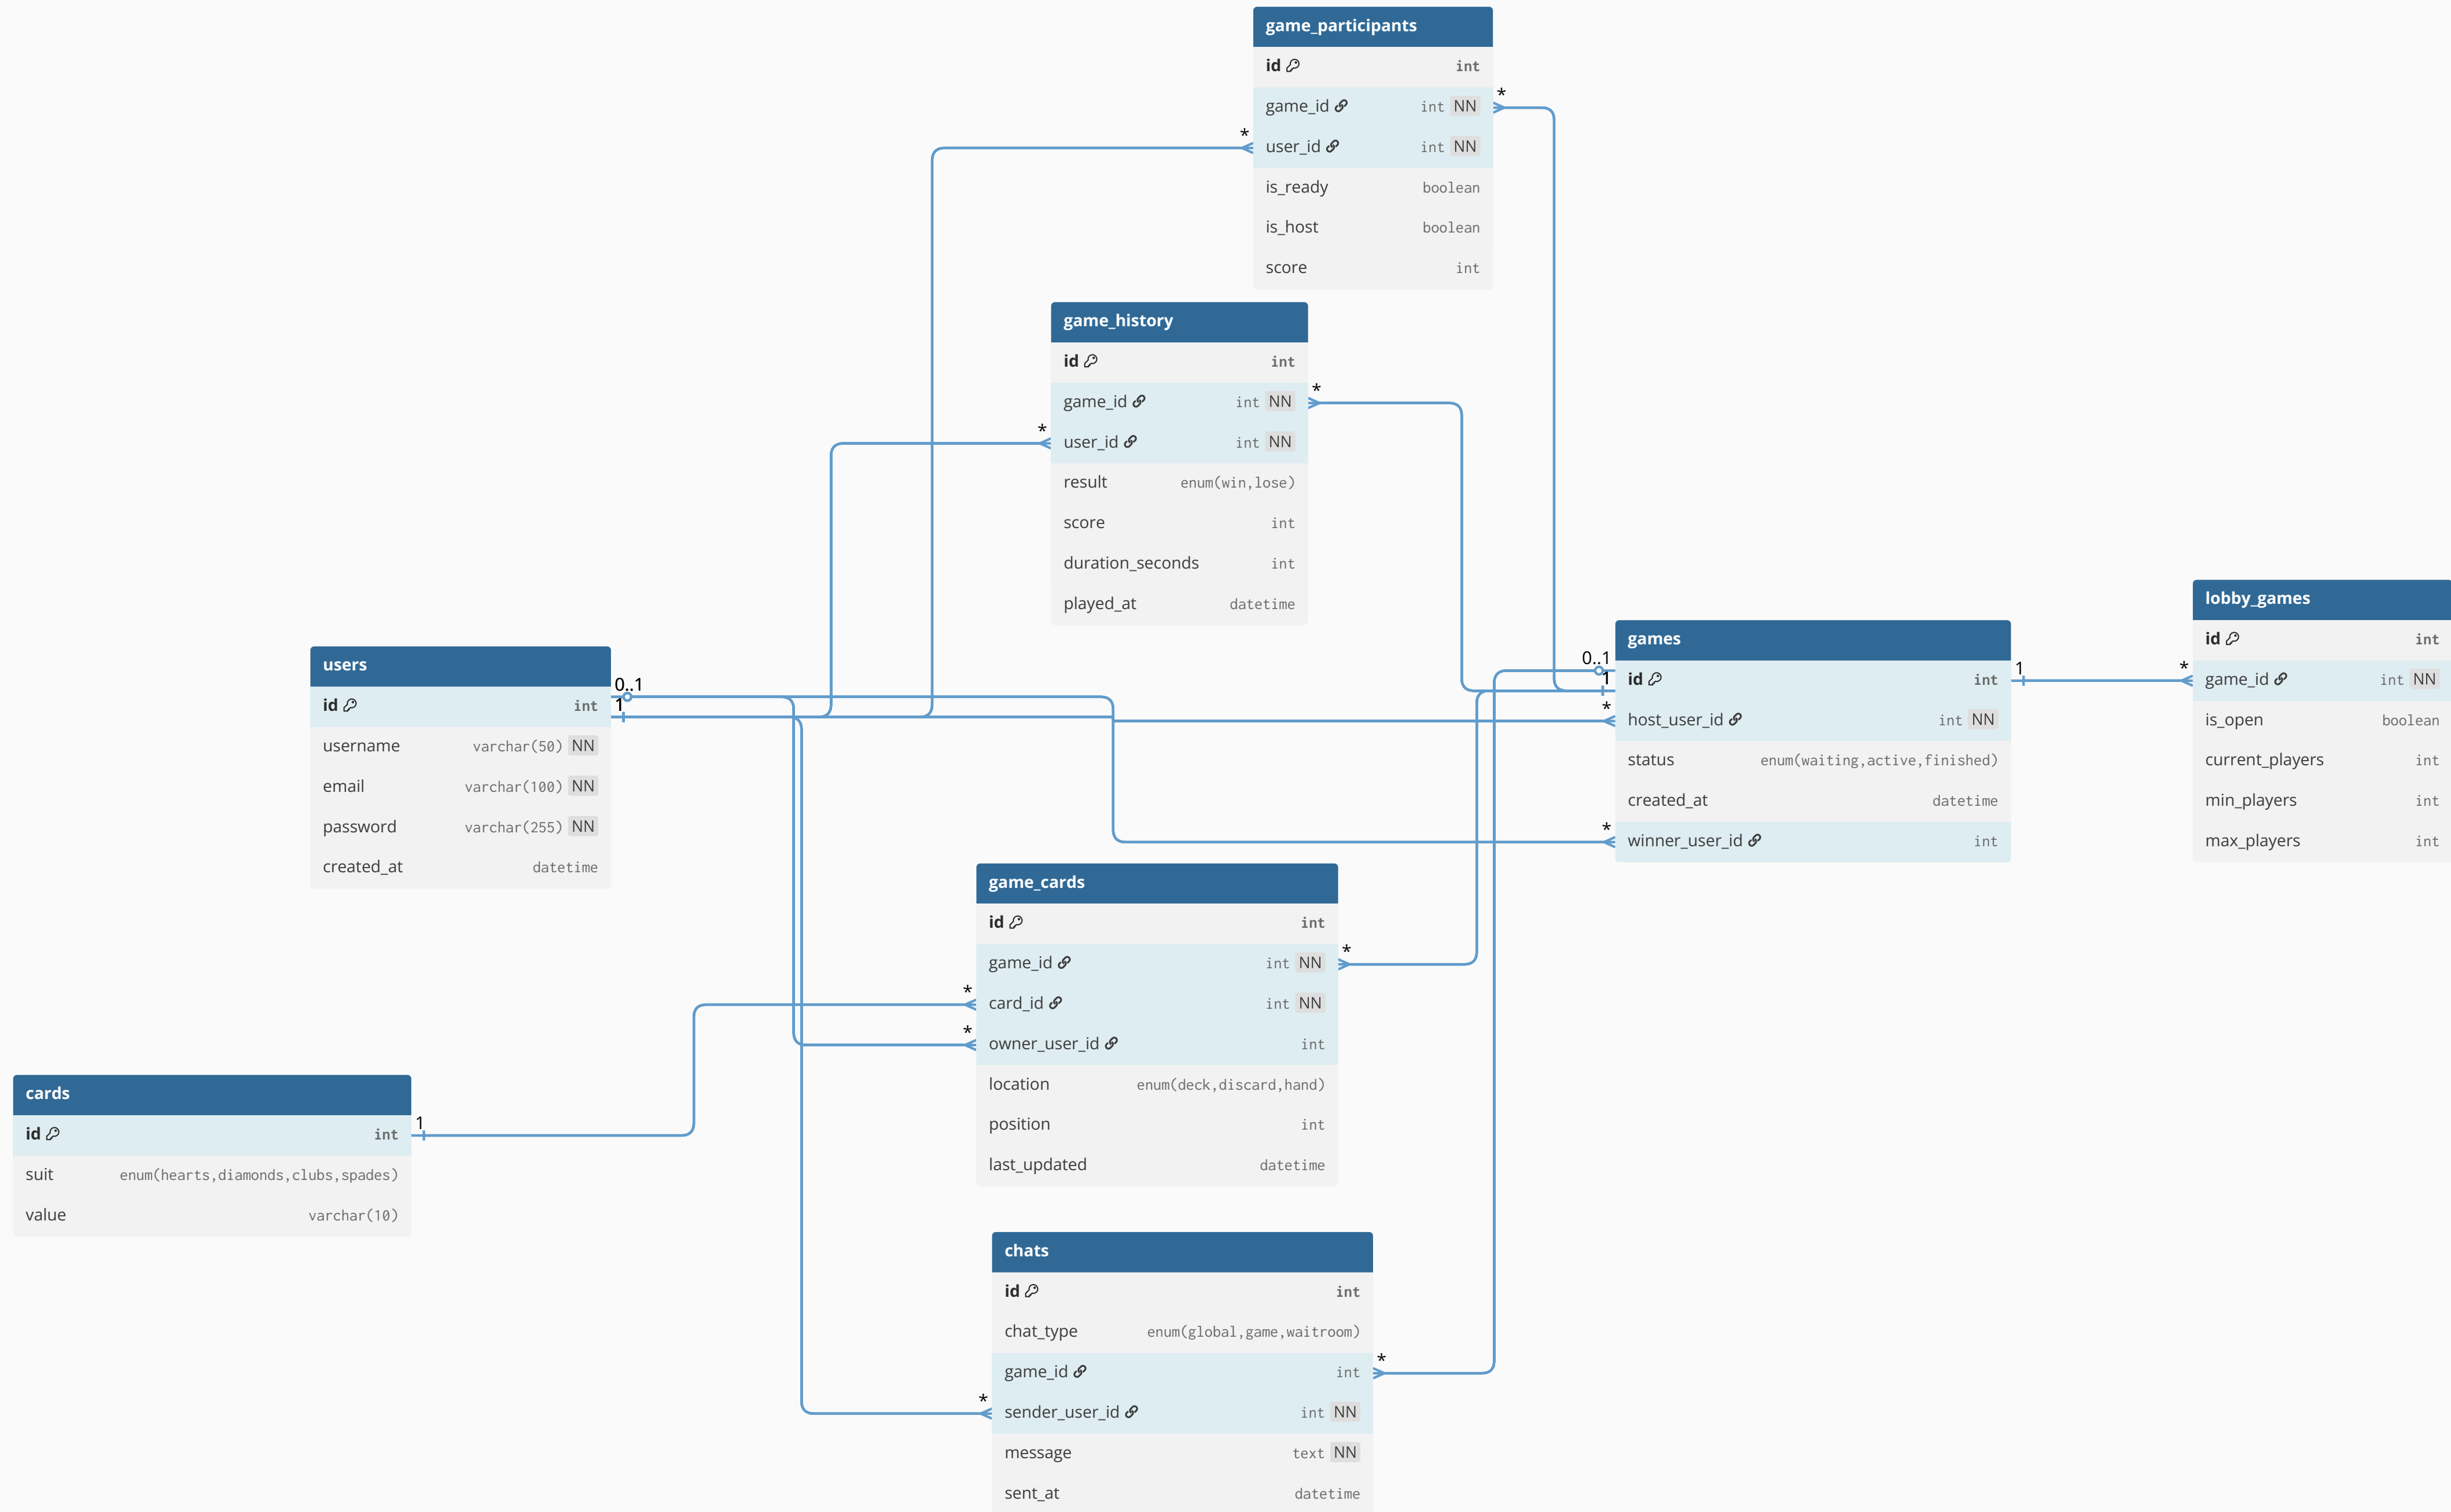 game_participants
id int
* game_id int NN
* user_id int NN
is_ready boolean
is_host boolean
score int
game_history
id int
* game_id int NN
* user_id int NN
result enum(win,lose)
score int
duration_seconds int
played_at datetime
users
0..1
id int
1
username varchar(50) NN
email varchar(100) NN
password varchar(255) NN
created_at datetime
games
0..1
id int
1
1
* host_user_id int NN
status enum(waiting,active,finished)
created_at datetime
* winner_user_id int
lobby_games
id int
* game_id int NN
is_open boolean
current_players int
min_players int
max_players int
game_cards
id int
* game_id int NN
* card_id int NN
* owner_user_id int
location enum(deck,discard,hand)
position int
last_updated datetime
cards
id int
1
suit enum(hearts,diamonds,clubs,spades)
value varchar(10)
chats
id int
chat_type enum(global,game,waitroom)
* game_id int
* sender_user_id int NN
message text NN
sent_at datetime